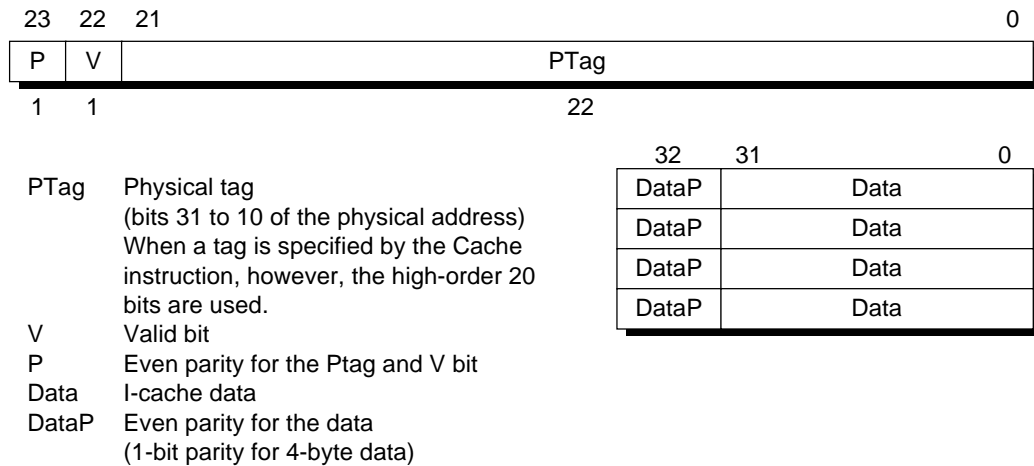 23 22 21 0
P V PTag
1 1 22
32 31 0
DataP Data
DataP Data
DataP Data
DataP Data
PTag Physical tag
(bits 31 to 10 of the physical address)
When a tag is specified by the Cache
instruction, however, the high-order 20
bits are used.
V Valid bit
P Even parity for the Ptag and V bit
Data I-cache data
DataP Even parity for the data
(1-bit parity for 4-byte data)